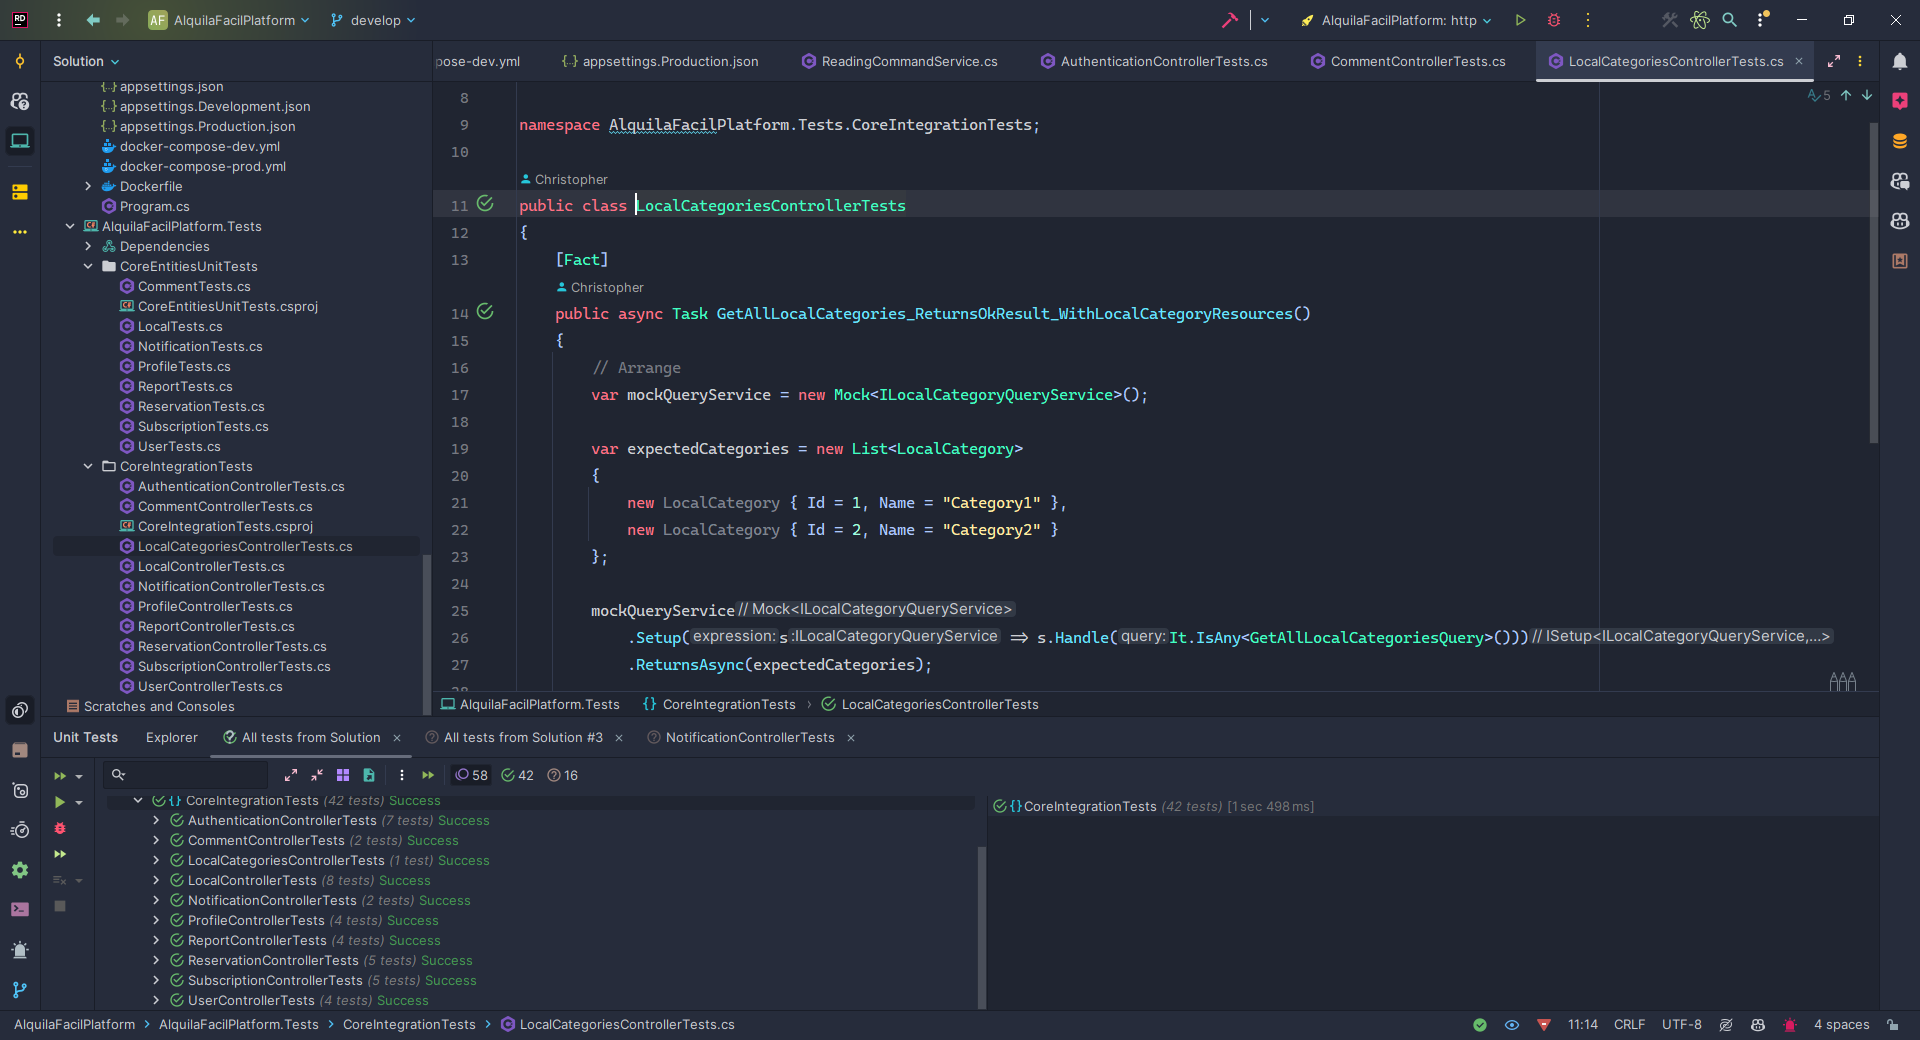 RD
AF AlquilaFacilPlatform
develop
AlquilaFacilPlatform: http
Solution
pose-dev.yml
{..} appsettings.Production.json
ReadingCommandService.cs
AuthenticationControllerTests.cs
CommentControllerTests.cs
LocalCategoriesControllerTests.cs
{..} appsettings.json
{..} appsettings.Development.json
{..} appsettings.Production.json
docker-compose-dev.yml
docker-compose-prod.yml
Dockerfile
Program.cs
AlquilaFacilPlatform.Tests
Dependencies
CoreEntitiesUnitTests
CommentTests.cs
CoreEntitiesUnitTests.csproj
LocalTests.cs
NotificationTests.cs
ProfileTests.cs
ReportTests.cs
ReservationTests.cs
SubscriptionTests.cs
UserTests.cs
CoreIntegrationTests
AuthenticationControllerTests.cs
CommentControllerTests.cs
CoreIntegrationTests.csproj
LocalCategoriesControllerTests.cs
LocalControllerTests.cs
NotificationControllerTests.cs
ProfileControllerTests.cs
ReportControllerTests.cs
ReservationControllerTests.cs
SubscriptionControllerTests.cs
UserControllerTests.cs
Scratches and Consoles
5
8
9 namespace AlquilaFacilPlatform.Tests.CoreIntegrationTests;
10
Christopher
11 public class LocalCategoriesControllerTests
12 {
13 [Fact]
Christopher
14 public async Task GetAllLocalCategories_ReturnsOkResult_WithLocalCategoryResources()
15 {
16 // Arrange
17 var mockQueryService = new Mock<ILocalCategoryQueryService>();
18
19 var expectedCategories = new List<LocalCategory>
20 {
21 new LocalCategory { Id = 1, Name = "Category1" },
22 new LocalCategory { Id = 2, Name = "Category2" }
23 };
24
25 mockQueryService // Mock<ILocalCategoryQueryService>
26 .Setup( expression: s :ILocalCategoryQueryService => s.Handle( query: It.IsAny<GetAllLocalCategoriesQuery>())) // ISetup<ILocalCategoryQueryService,...>
27 .ReturnsAsync(expectedCategories);
28
AlquilaFacilPlatform.Tests {} CoreIntegrationTests › LocalCategoriesControllerTests
Unit Tests Explorer All tests from Solution × All tests from Solution #3 × NotificationControllerTests ×
58 42 16
{} CoreIntegrationTests (42 tests) Success
AuthenticationControllerTests (7 tests) Success
CommentControllerTests (2 tests) Success
LocalCategoriesControllerTests (1 test) Success
LocalControllerTests (8 tests) Success
NotificationControllerTests (2 tests) Success
ProfileControllerTests (4 tests) Success
ReportControllerTests (4 tests) Success
ReservationControllerTests (5 tests) Success
SubscriptionControllerTests (5 tests) Success
UserControllerTests (4 tests) Success
{} CoreIntegrationTests (42 tests) [1 sec 498 ms]
AlquilaFacilPlatform › AlquilaFacilPlatform.Tests › CoreIntegrationTests › LocalCategoriesControllerTests.cs
11:14 CRLF UTF-8 4 spaces